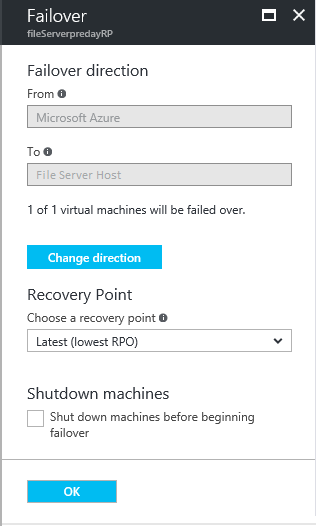 Failover
fileServerpredayRP
Failover direction
From
Microsoft Azure
To
File Server Host
1 of 1 virtual machines will be failed over.
Change direction
Recovery Point
Choose a recovery point
Latest (lowest RPO)
Shutdown machines
Shut down machines before beginning
failover
OK